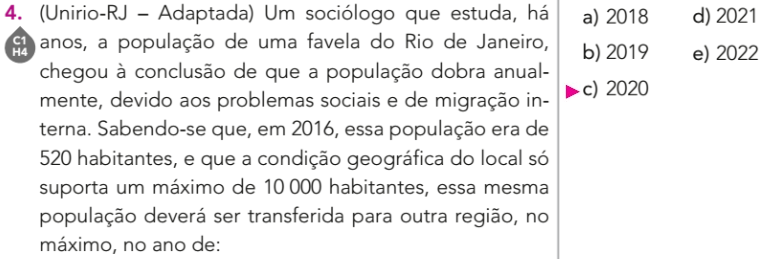 4. (Unirio-RJ – Adaptada) Um sociólogo que estuda, há
C1
H4
anos, a população de uma favela do Rio de Janeiro,
chegou à conclusão de que a população dobra anual-
mente, devido aos problemas sociais e de migração in-
terna. Sabendo-se que, em 2016, essa população era de
520 habitantes, e que a condição geográfica do local só
suporta um máximo de 10 000 habitantes, essa mesma
população deverá ser transferida para outra região, no
máximo, no ano de:
a) 2018
b) 2019
c) 2020
d) 2021
e) 2022